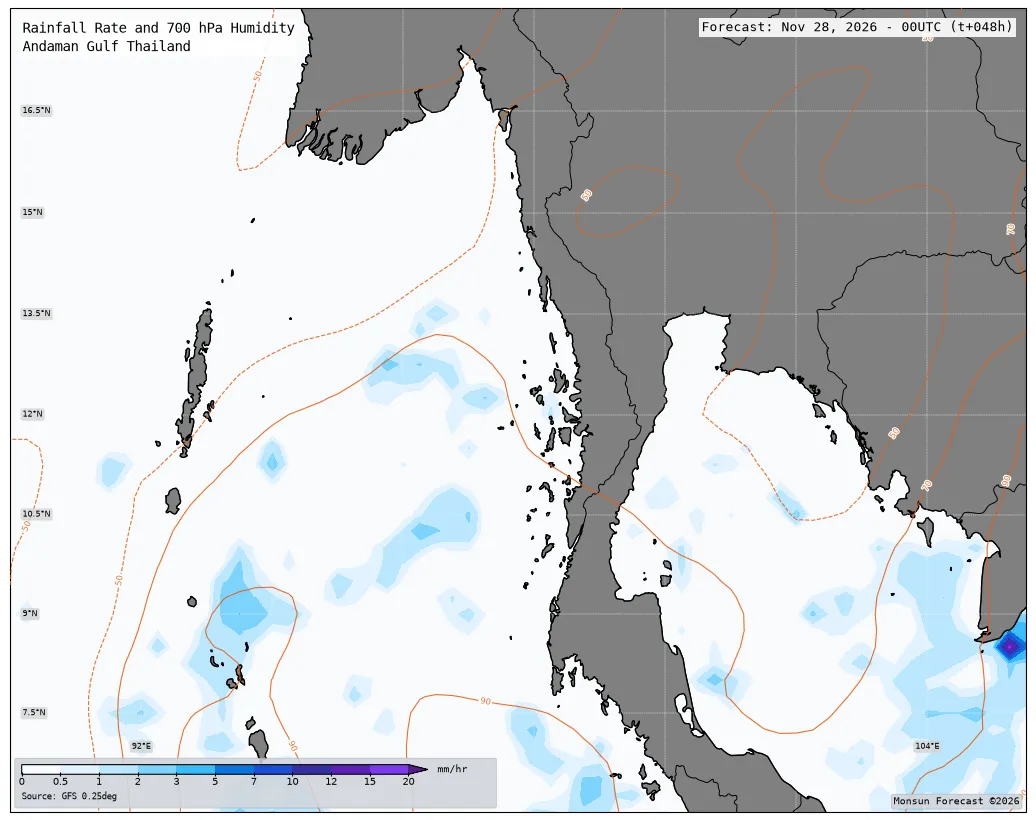 Rainfall Rate and 700 hPa Humidity
Andaman Gulf Thailand
Forecast: Nov 28, 2026 - 00UTC (t+048h)
50
16.5°N
50
15°N
70
13.5°N
12°N
50
70
90
10.5°N
50
50
9°N
90
7.5°N
92°E
90
104°E
mm/hr
0 0.5 1 2 3 5 7 10 12 15 20
Source: GFS 0.25deg
Monsun Forecast ©2026